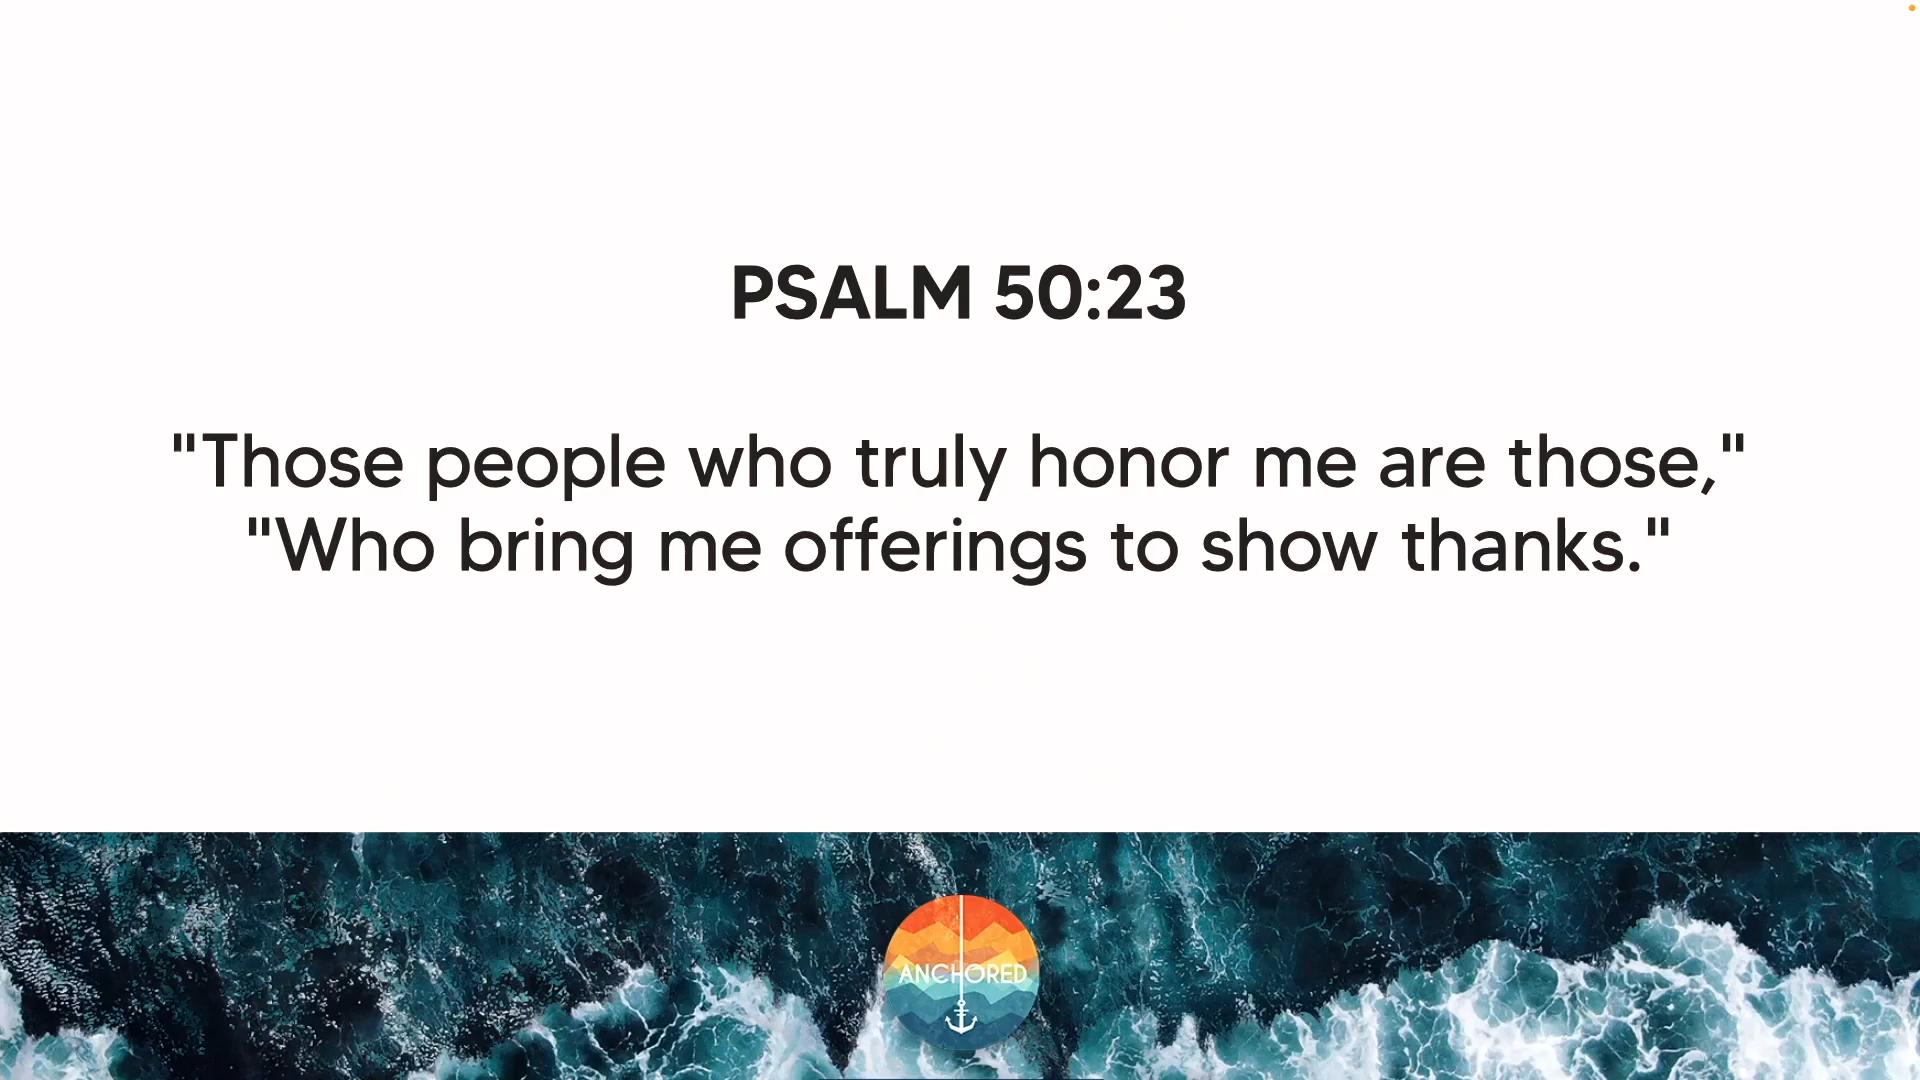 PSALM 50:23
"Those people who truly honor me are those,"
"Who bring me offerings to show thanks."
ANCHORED